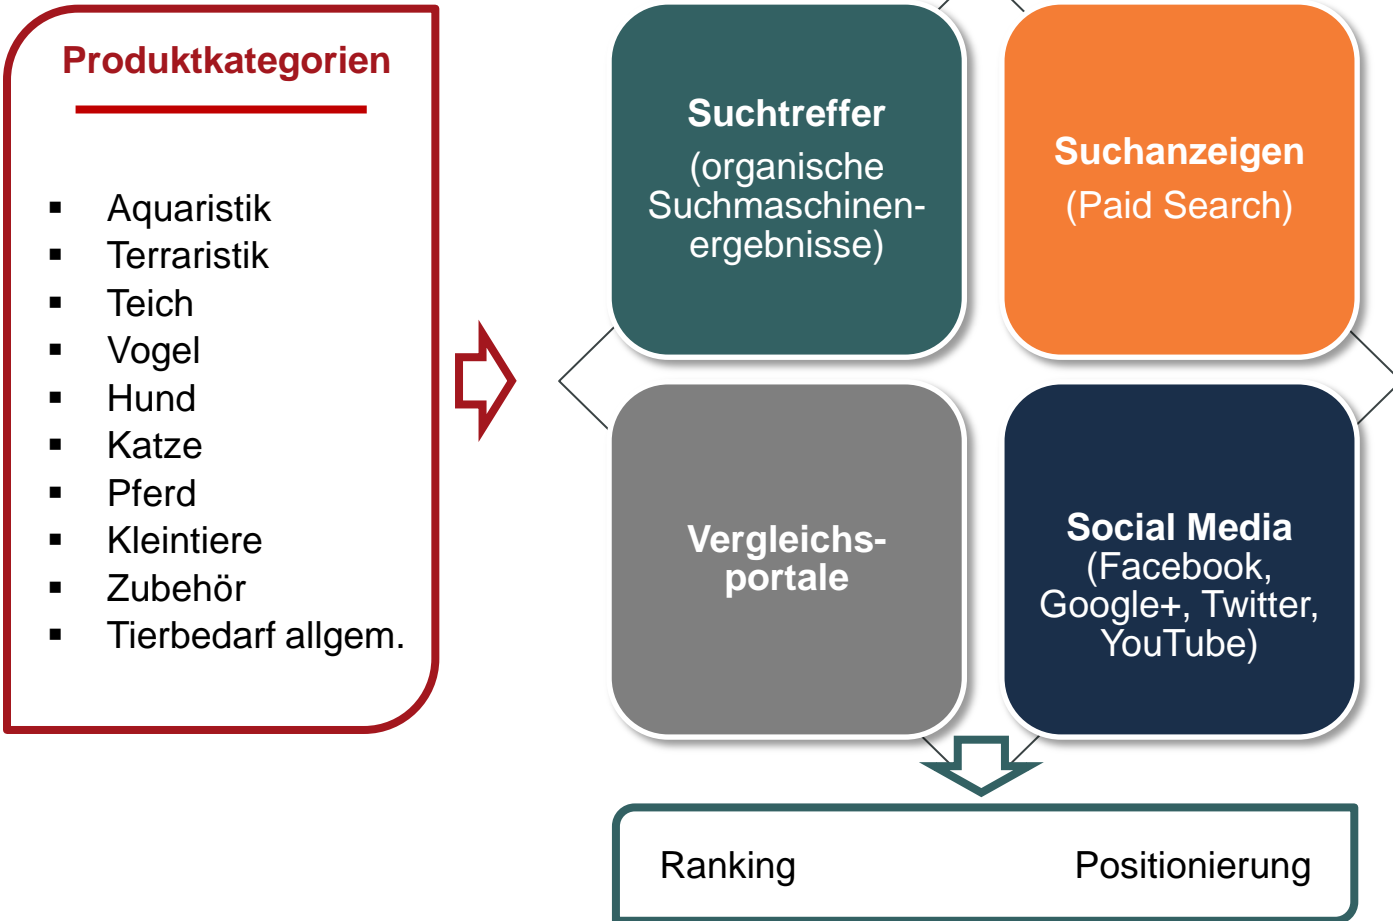 Produktkategorien
▪ Aquaristik
▪ Terraristik
▪ Teich
▪ Vogel
▪ Hund
▪ Katze
▪ Pferd
▪ Kleintiere
▪ Zubehör
▪ Tierbedarf allgem.
Suchtreffer
(organische
Suchmaschinen-
ergebnisse)
Suchanzeigen
(Paid Search)
Vergleichs-
portale
Social Media
(Facebook,
Google+, Twitter,
YouTube)
Ranking Positionierung